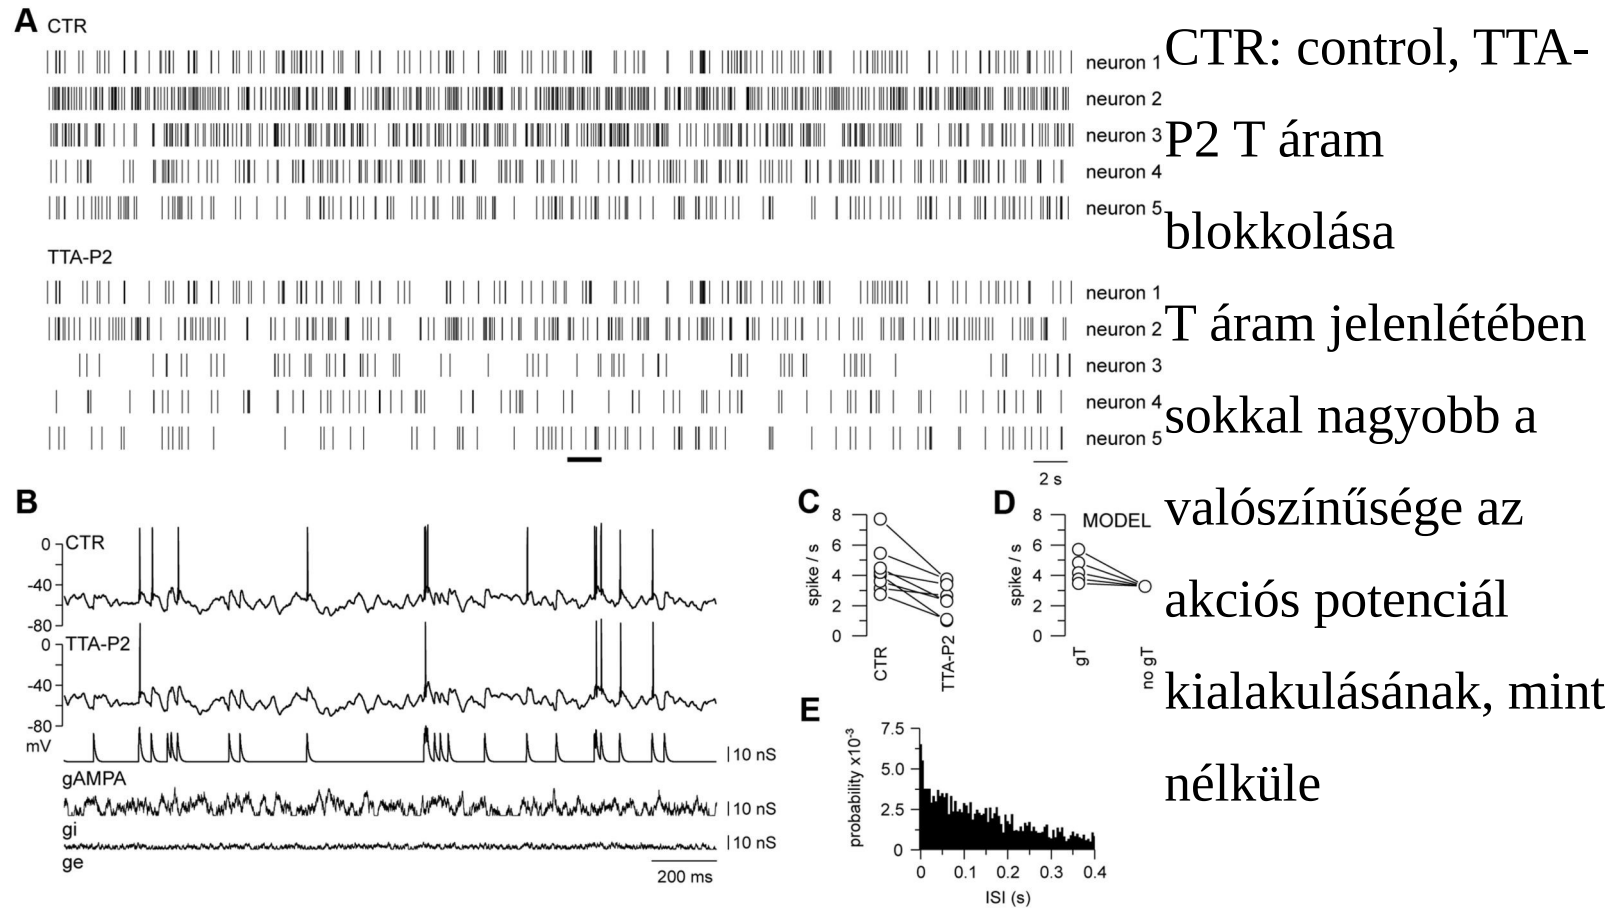 A CTR
neuron 1
neuron 2
neuron 3
neuron 4
neuron 5
TTA-P2
neuron 1
neuron 2
neuron 3
neuron 4
neuron 5
2 s
CTR: control, TTA-
P2 T áram
blokkolása
T áram jelenlétében
sokkal nagyobb a
valószínűsége az
akciós potenciál
kialakulásának, mint
nélküle
B
0
CTR
-40
-80
0
TTA-P2
-40
-80
mV
10 nS
gAMPA
10 nS
gi
10 nS
ge
200 ms
C
8
6
4
2
0
spike / s
CTR
TTA-P2
D
MODEL
8
6
4
2
0
spike / s
gT
no gT
E
7.5
5.0
2.5
0
probability x10⁻³
0 0.1 0.2 0.3 0.4
ISI (s)